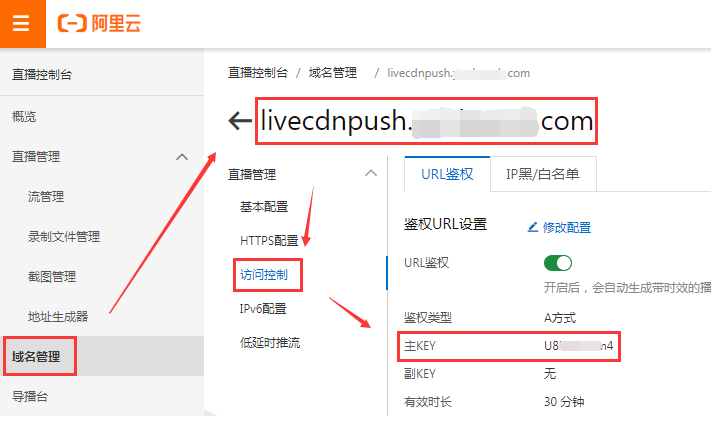 阿里云
直播控制台
概览
直播管理
流管理
录制文件管理
截图管理
地址生成器
域名管理
导播台
直播控制台 / 域名管理 / livecdnpush. com
livecdnpush. com
直播管理
基本配置
HTTPS配置
访问控制
IPv6配置
低延时推流
URL鉴权 IP黑/白名单
鉴权URL设置 修改配置
URL鉴权
开启后，会自动生成带时效的播
鉴权类型 A方式
主KEY U8 n4
副KEY 无
有效时长 30 分钟